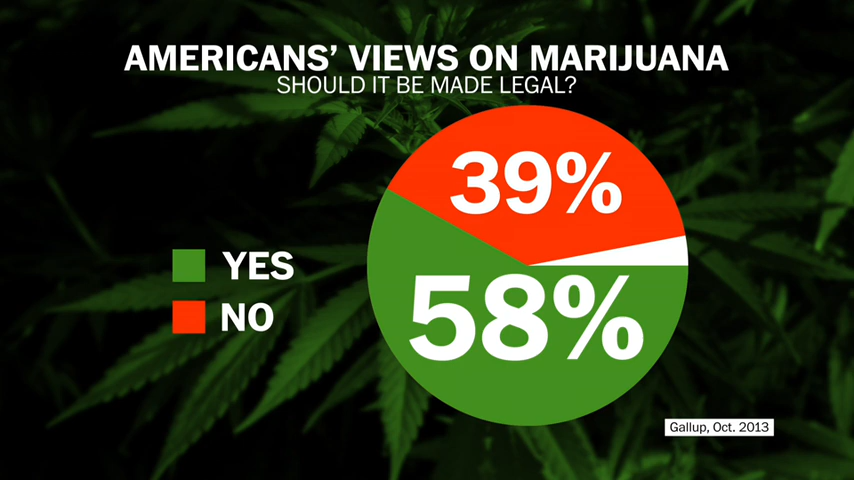 AMERICANS' VIEWS ON MARIJUANA
SHOULD IT BE MADE LEGAL?
39%
YES
NO
58%
Gallup, Oct. 2013